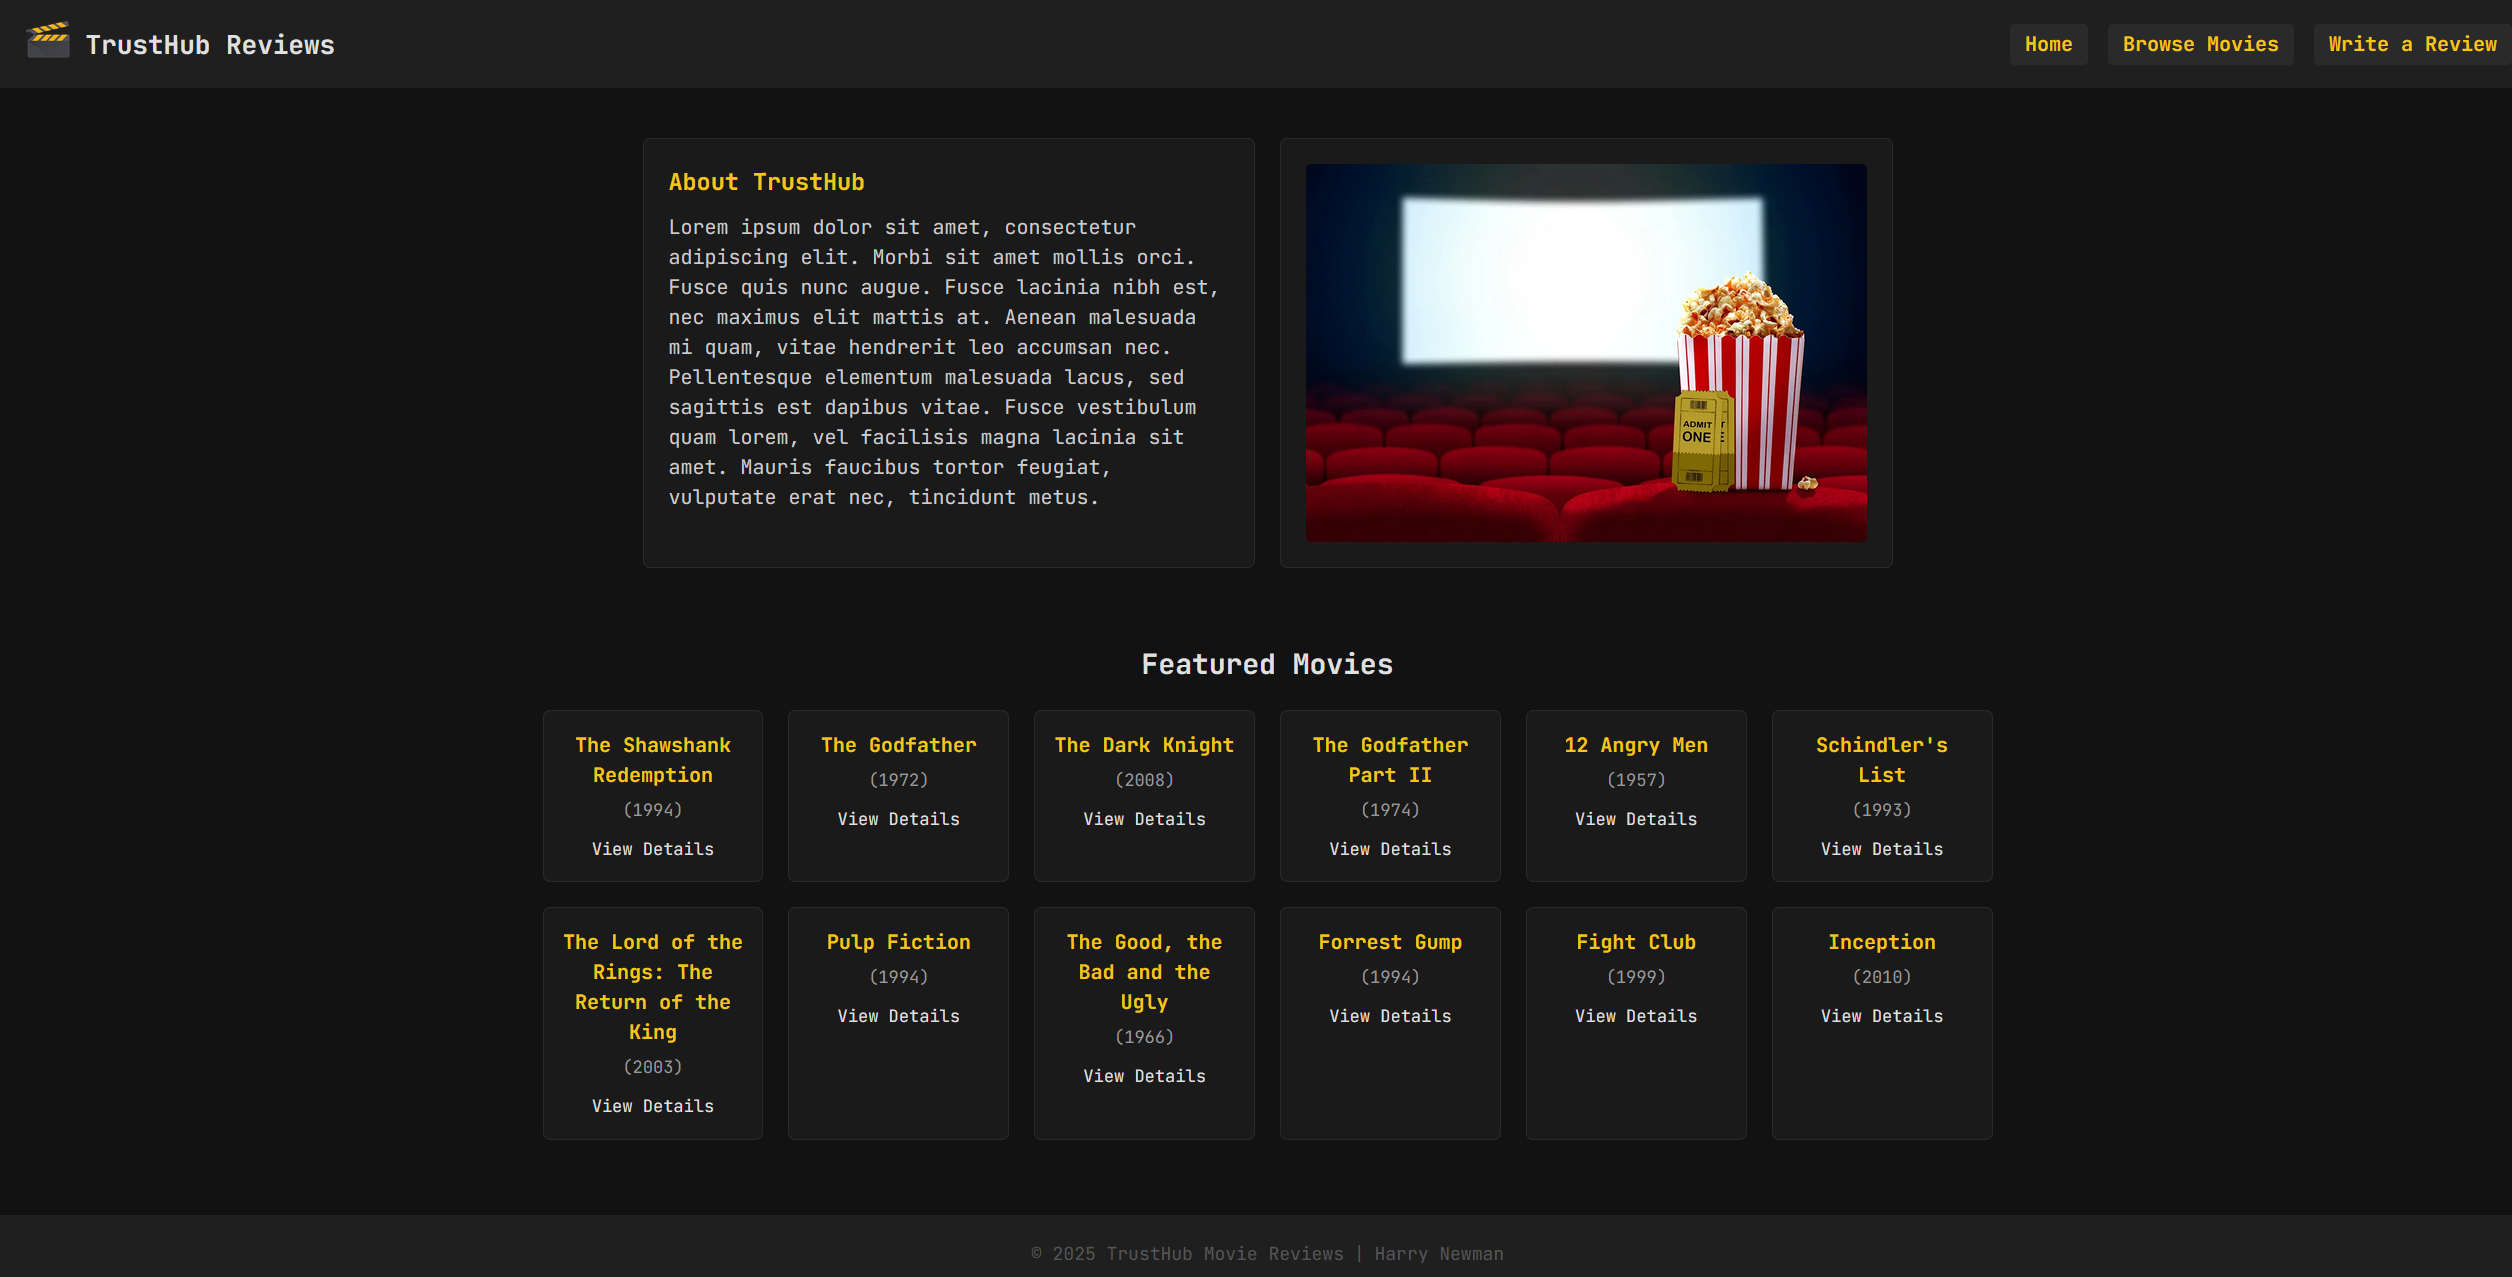 TrustHub Reviews
Home
Browse Movies
Write a Review
About TrustHub
Lorem ipsum dolor sit amet, consectetur
adipiscing elit. Morbi sit amet mollis orci.
Fusce quis nunc augue. Fusce lacinia nibh est,
nec maximus elit mattis at. Aenean malesuada
mi quam, vitae hendrerit leo accumsan nec.
Pellentesque elementum malesuada lacus, sed
sagittis est dapibus vitae. Fusce vestibulum
quam lorem, vel facilisis magna lacinia sit
amet. Mauris faucibus tortor feugiat,
vulputate erat nec, tincidunt metus.
ADMIT
ONE
Featured Movies
The Shawshank
Redemption
(1994)
View Details
The Godfather
(1972)
View Details
The Dark Knight
(2008)
View Details
The Godfather
Part II
(1974)
View Details
12 Angry Men
(1957)
View Details
Schindler's
List
(1993)
View Details
The Lord of the
Rings: The
Return of the
King
(2003)
View Details
Pulp Fiction
(1994)
View Details
The Good, the
Bad and the
Ugly
(1966)
View Details
Forrest Gump
(1994)
View Details
Fight Club
(1999)
View Details
Inception
(2010)
View Details
© 2025 TrustHub Movie Reviews | Harry Newman